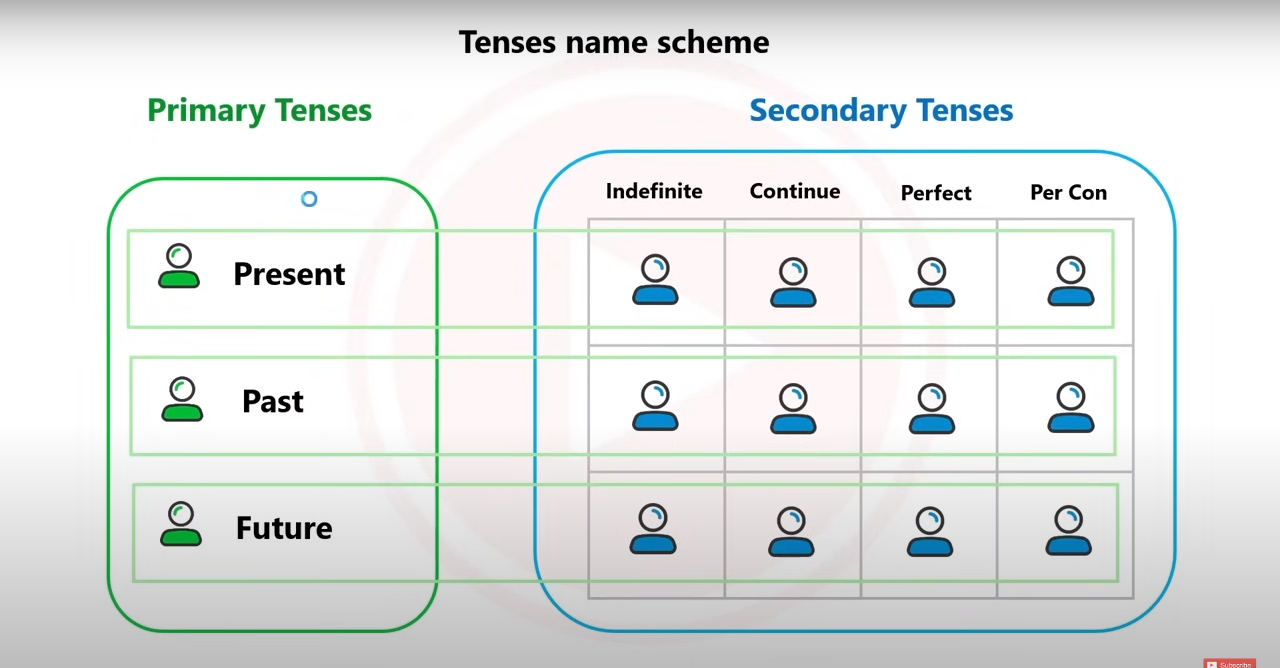 Tenses name scheme
Primary Tenses
Secondary Tenses
Indefinite Continue Perfect Per Con
Present
Past
Future
Subscribe